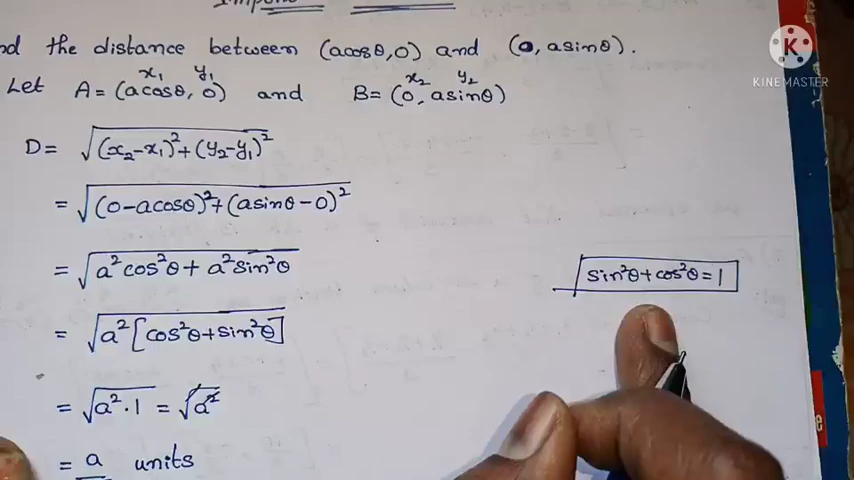 the distance between (acosθ,0) and (0, asinθ).
x₁ y₁ x₂ y₂
Let A = (acosθ, 0) and B = (0, asinθ)
D = √(x₂-x₁)²+(y₂-y₁)²
= √(0-acosθ)²+(asinθ-0)²
= √a²cos²θ + a²sin²θ
sin²θ+cos²θ=1
= √a²[cos²θ+sin²θ]
= √a².1 = √a²
= a units
K
KINEMASTER